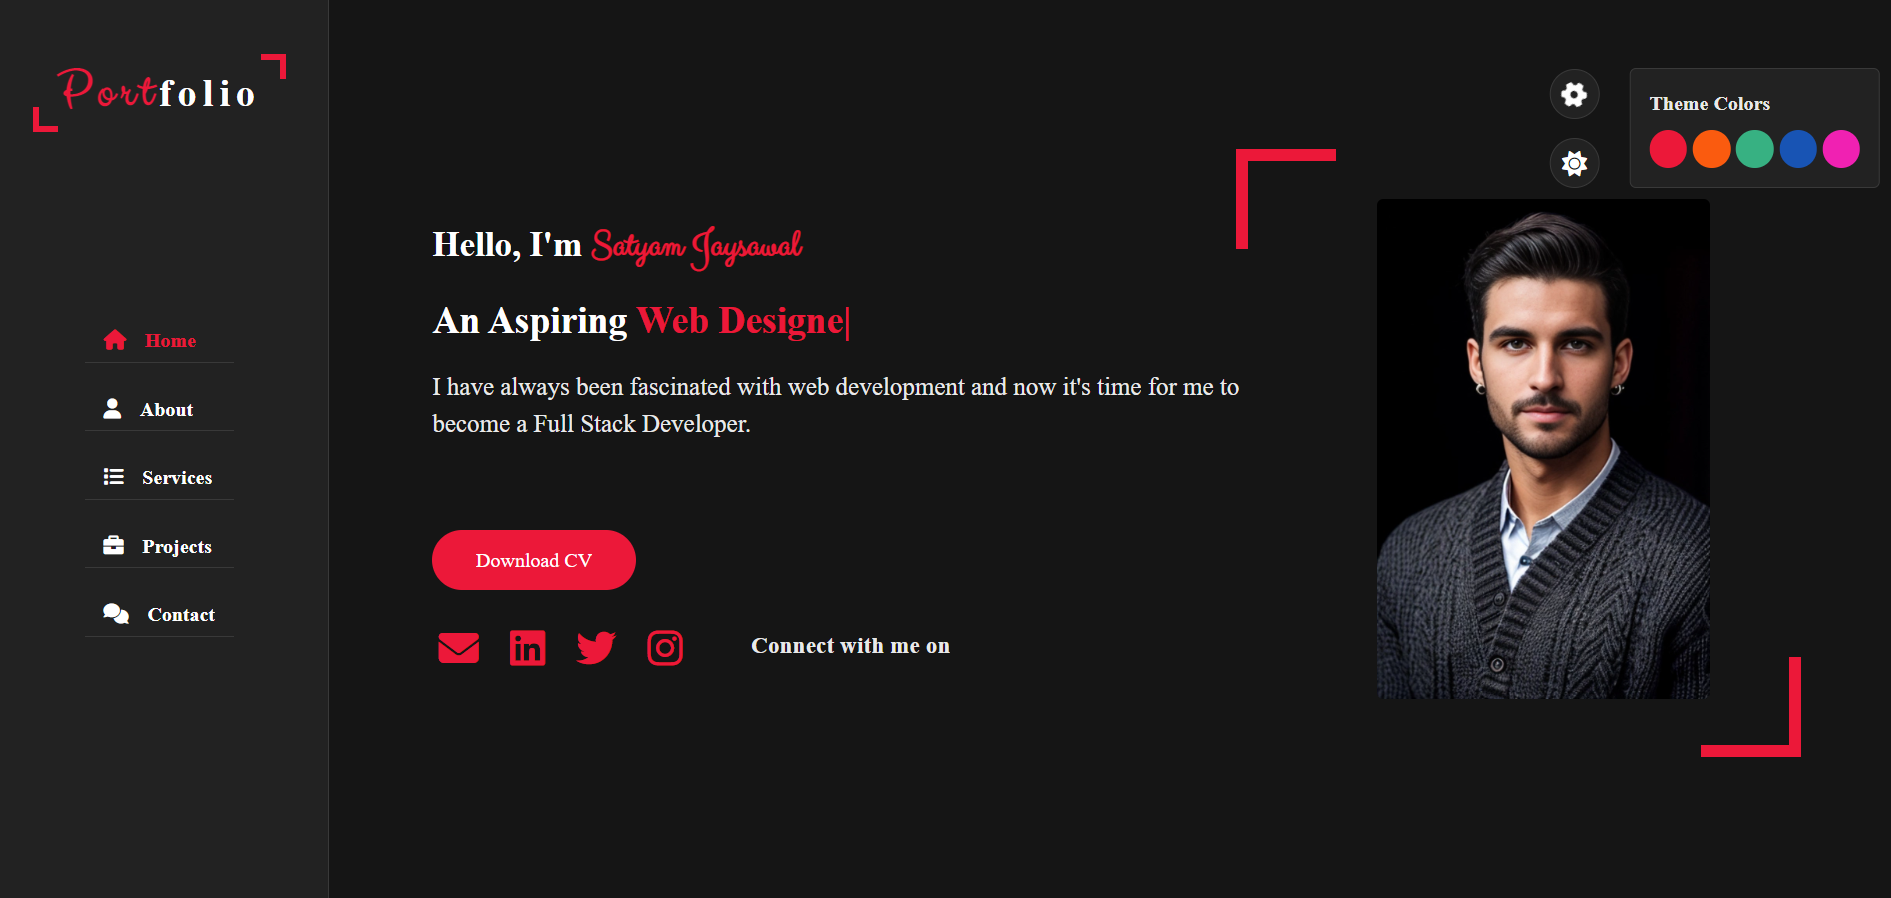 Portfolio
Home
About
Services
Projects
Contact
Hello, I'm Satyam Jaysawal
An Aspiring Web Designe|
I have always been fascinated with web development and now it's time for me to
become a Full Stack Developer.
Download CV
Connect with me on
Theme Colors